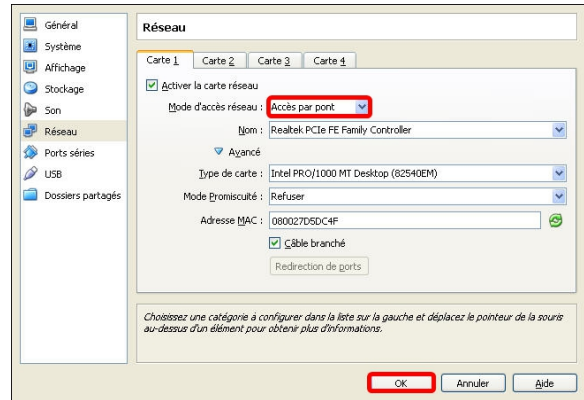 Général
Système
Affichage
Stockage
Son
Réseau
Ports séries
USB
Dossiers partagés
Réseau
Carte 1 Carte 2 Carte 3 Carte 4
Activer la carte réseau
Mode d'accès réseau : Accès par pont
Nom : Realtek PCIe FE Family Controller
Avancé
Type de carte : Intel PRO/1000 MT Desktop (82540EM)
Mode Promiscuité : Refuser
Adresse MAC : 080027D5DC4F
Câble branché
Redirection de ports
Choisissez une catégorie à configurer dans la liste sur la gauche et déplacez le pointeur de la souris
au-dessus d'un élément pour obtenir plus d'informations.
OK Annuler Aide